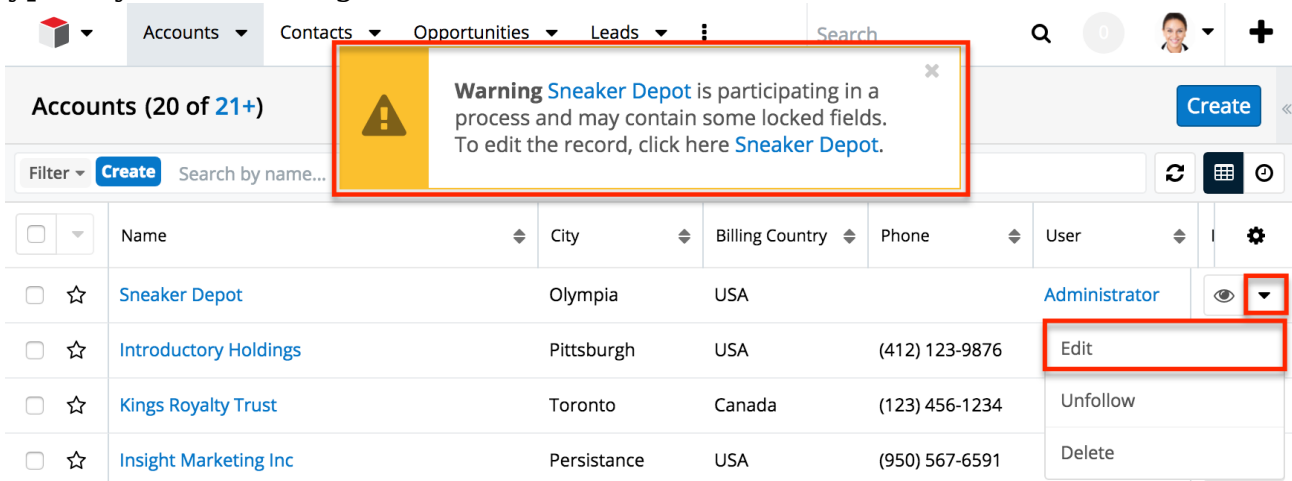 Accounts Contacts Opportunities Leads Search 0
Accounts (20 of 21+)
Warning Sneaker Depot is participating in a
process and may contain some locked fields.
To edit the record, click here Sneaker Depot.
Create
Filter Create Search by name...
Name City Billing Country Phone User
Sneaker Depot Olympia USA Administrator
Introductory Holdings Pittsburgh USA (412) 123-9876
Edit
Kings Royalty Trust Toronto Canada (123) 456-1234
Unfollow
Insight Marketing Inc Persistance USA (950) 567-6591
Delete